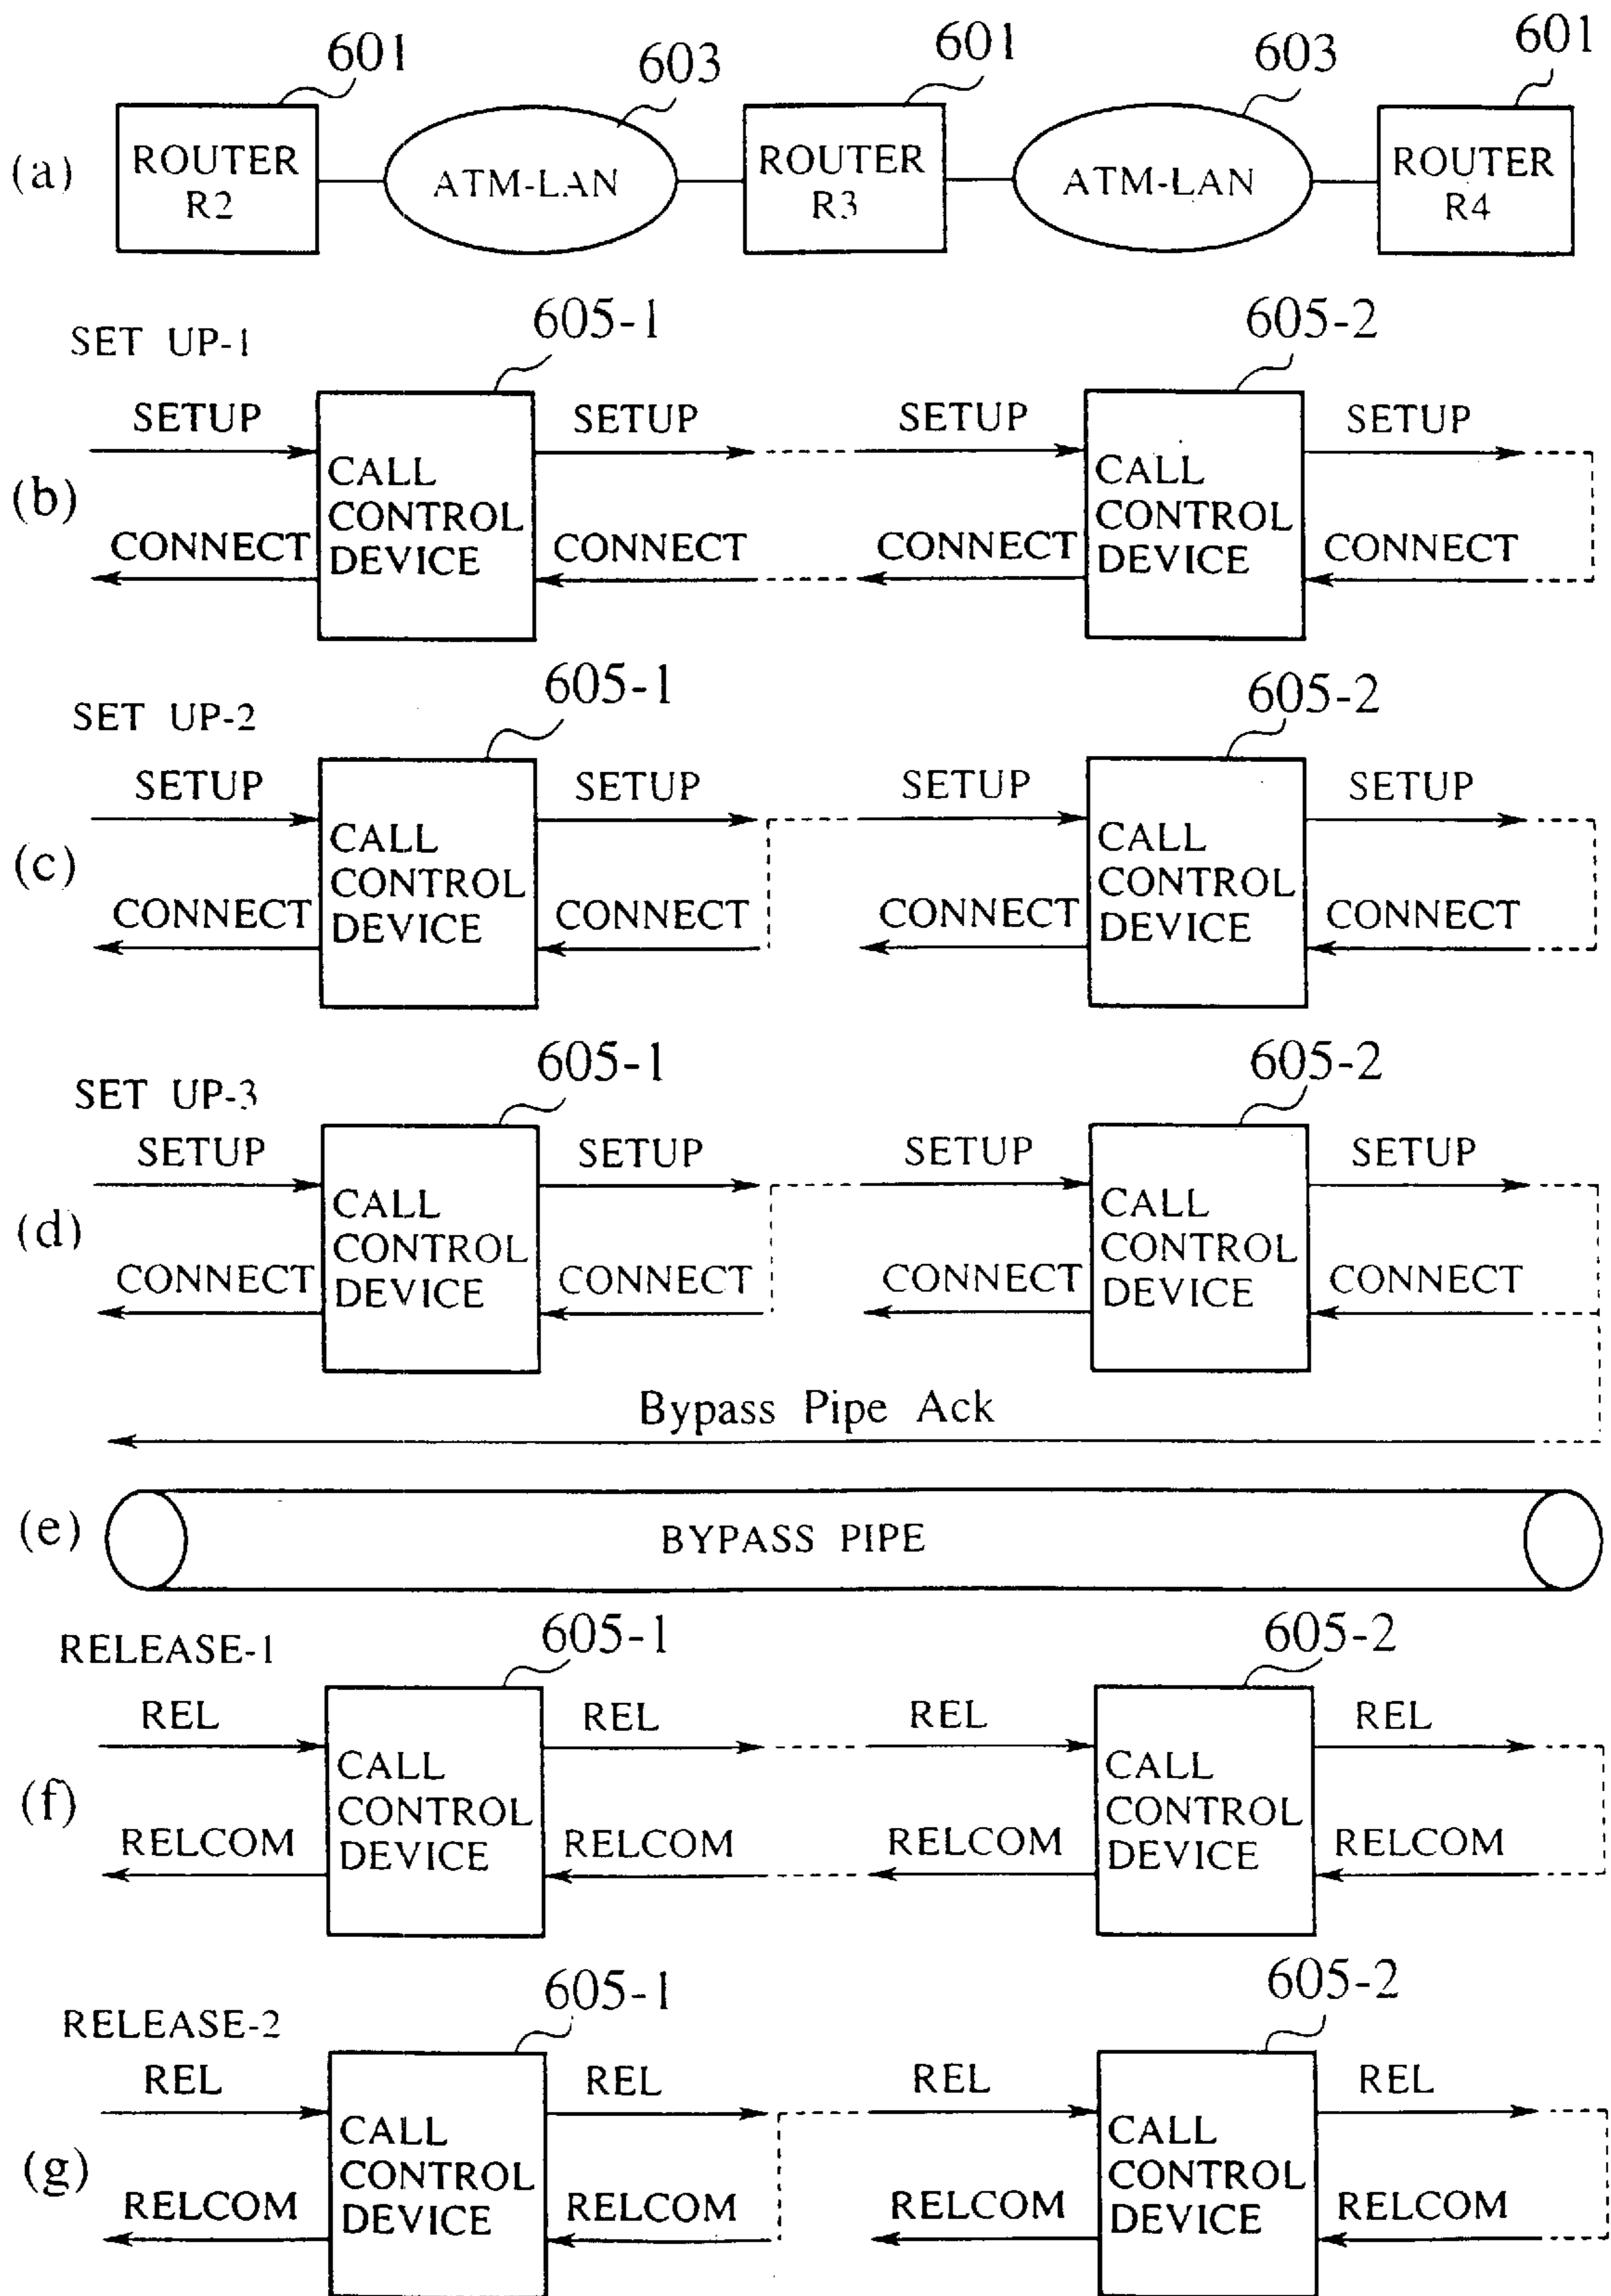 601
603
601
603
601
(a)
ROUTER
R2
ATM-LAN
ROUTER
R3
ATM-LAN
ROUTER
R4
SET UP-1
605-1
605-2
(b)
SETUP
SETUP
SETUP
SETUP
CALL
CONTROL
DEVICE
CALL
CONTROL
DEVICE
CONNECT
CONNECT
CONNECT
CONNECT
SET UP-2
605-1
605-2
(c)
SETUP
SETUP
SETUP
SETUP
CALL
CONTROL
DEVICE
CALL
CONTROL
DEVICE
CONNECT
CONNECT
CONNECT
CONNECT
SET UP-3
605-1
605-2
(d)
SETUP
SETUP
SETUP
SETUP
CALL
CONTROL
DEVICE
CALL
CONTROL
DEVICE
CONNECT
CONNECT
CONNECT
CONNECT
Bypass Pipe Ack
(e)
BYPASS PIPE
RELEASE-1
605-1
605-2
(f)
REL
REL
REL
REL
CALL
CONTROL
DEVICE
CALL
CONTROL
DEVICE
RELCOM
RELCOM
RELCOM
RELCOM
RELEASE-2
605-1
605-2
(g)
REL
REL
REL
REL
CALL
CONTROL
DEVICE
CALL
CONTROL
DEVICE
RELCOM
RELCOM
RELCOM
RELCOM